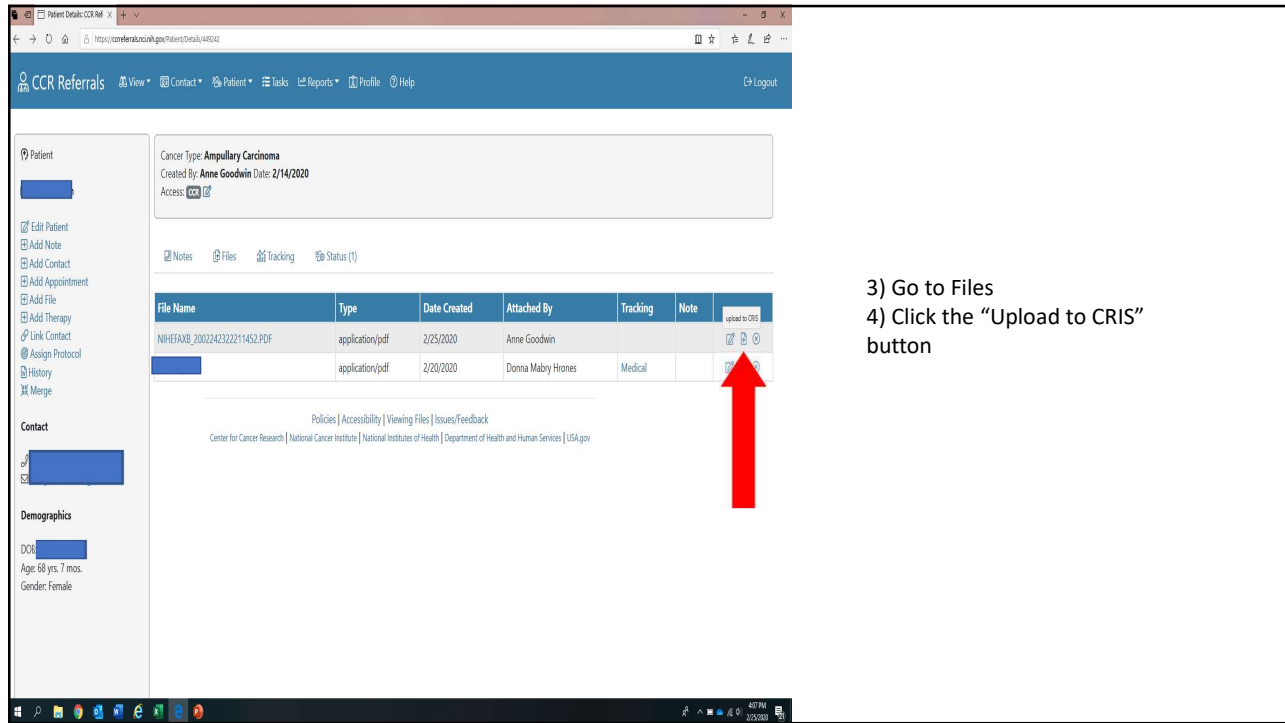 Patient Details: CCR Ref
https://ccrreferrals.nci.nih.gov/Patient/Details/449242
CCR Referrals View Contact Patient Tasks Reports Profile Help Logout
Patient
Edit Patient
Add Note
Add Contact
Add Appointment
Add File
Add Therapy
Link Contact
Assign Protocol
History
Merge
Contact
Demographics
DOB:
Age: 68 yrs. 7 mos.
Gender: Female
Cancer Type: Ampullary Carcinoma
Created By: Anne Goodwin Date: 2/14/2020
Access: CCR
Notes Files Tracking Status (1)
File Name Type Date Created Attached By Tracking Note
upload to CRIS
NIHEFAXB_2002242322211452.PDF application/pdf 2/25/2020 Anne Goodwin
application/pdf 2/20/2020 Donna Mabry Hrones Medical
Policies | Accessibility | Viewing Files | Issues/Feedback
Center for Cancer Research | National Cancer Institute | National Institutes of Health | Department of Health and Human Services | USA.gov
4:07 PM
2/25/2020
3) Go to Files
4) Click the “Upload to CRIS”
button